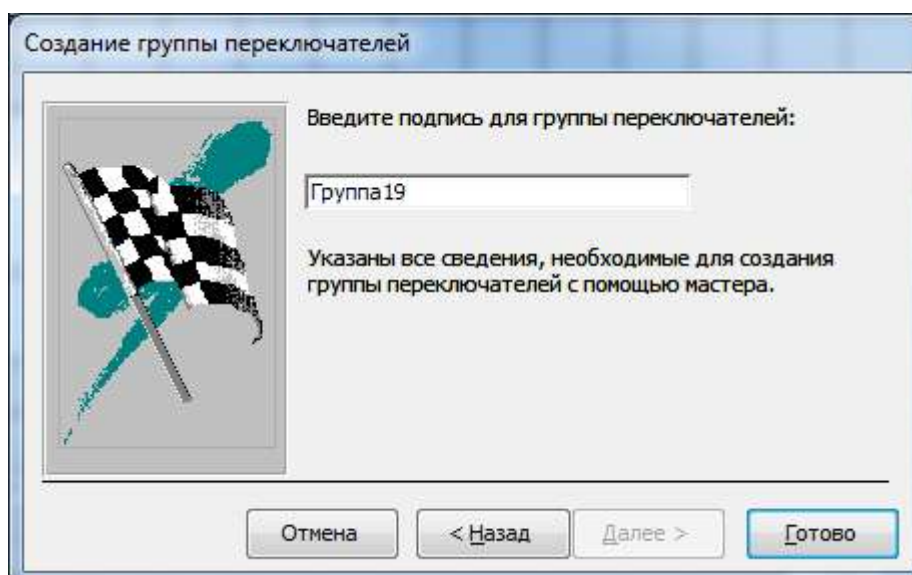 Создание группы переключателей
Введите подпись для группы переключателей:
Группа19
Указаны все сведения, необходимые для создания
группы переключателей с помощью мастера.
Отмена
< Назад
Далее >
Готово